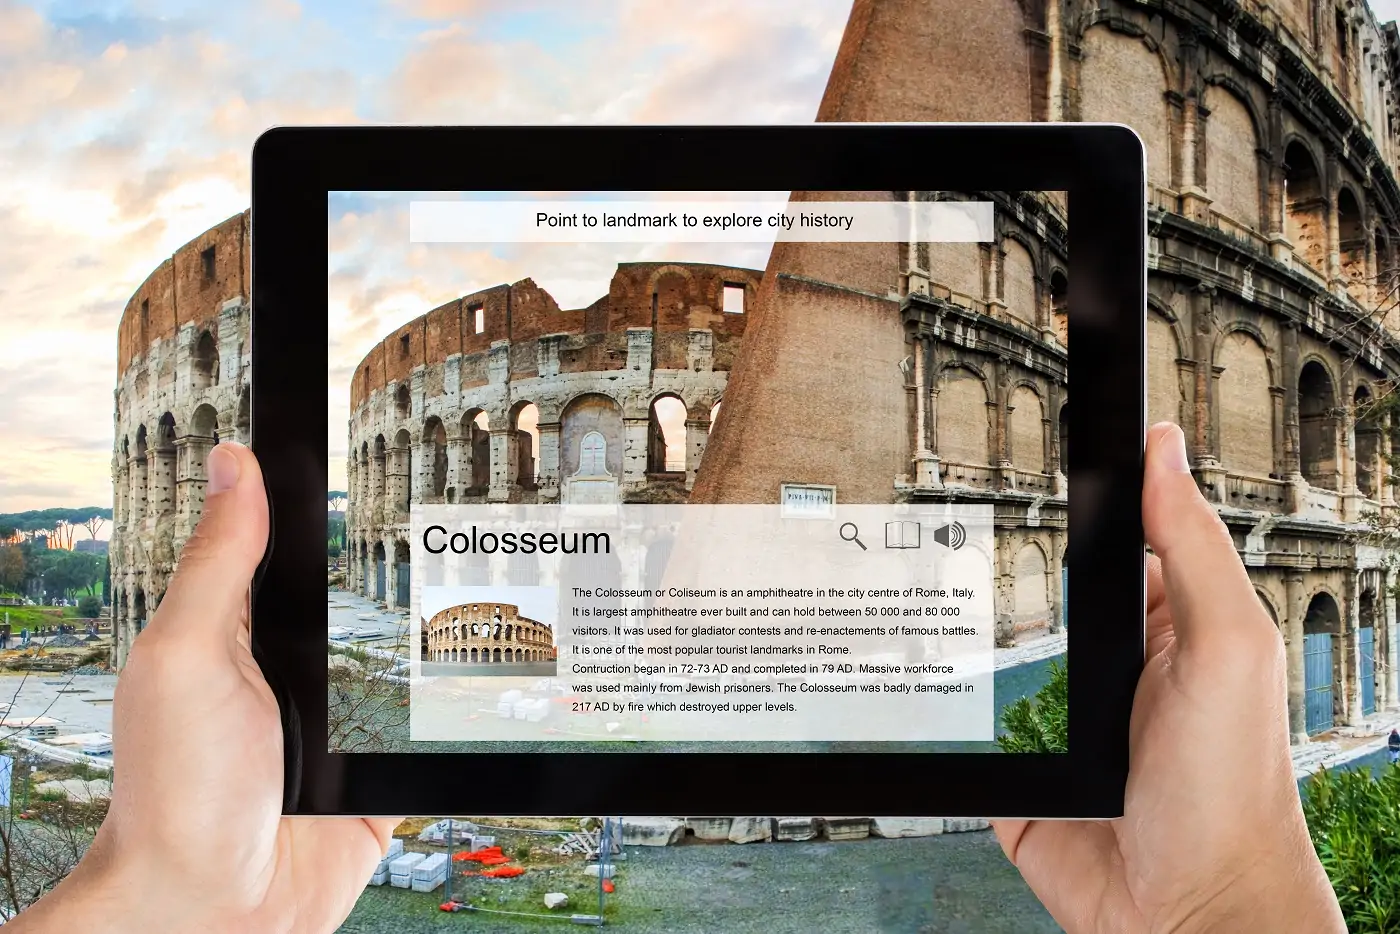 Point to landmark to explore city history
Colosseum
The Colosseum or Coliseum is an amphitheatre in the city centre of Rome, Italy.
It is largest amphitheatre ever built and can hold between 50 000 and 80 000
visitors. It was used for gladiator contests and re-enactements of famous battles.
It is one of the most popular tourist landmarks in Rome.
Contruction began in 72-73 AD and completed in 79 AD. Massive workforce
was used mainly from Jewish prisoners. The Colosseum was badly damaged in
217 AD by fire which destroyed upper levels.